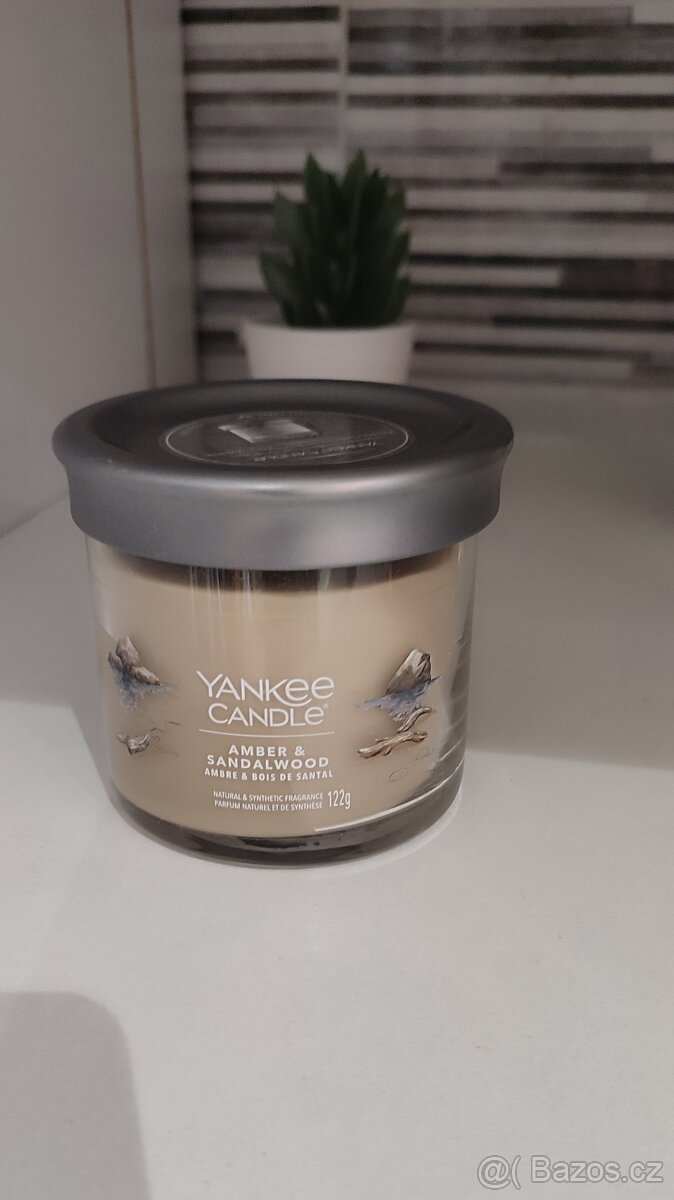 YANKEE
CANDLE®
AMBER &
SANDALWOOD
AMBRE & BOIS DE SANTAL
NATURAL & SYNTHETIC FRAGRANCE
PARFUM NATUREL ET DE SYNTHÈSE
122g
@( Bazos.cz